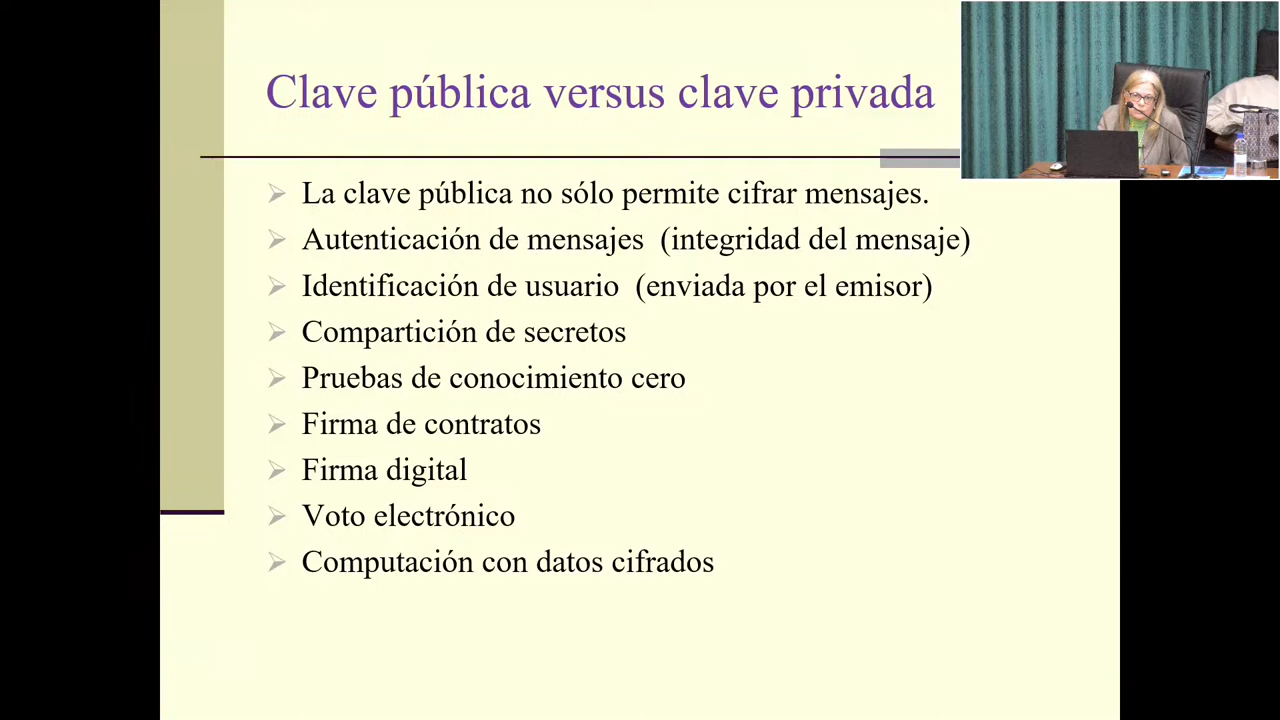 Clave pública versus clave privada
La clave pública no sólo permite cifrar mensajes.
Autenticación de mensajes (integridad del mensaje)
Identificación de usuario (enviada por el emisor)
Compartición de secretos
Pruebas de conocimiento cero
Firma de contratos
Firma digital
Voto electrónico
Computación con datos cifrados